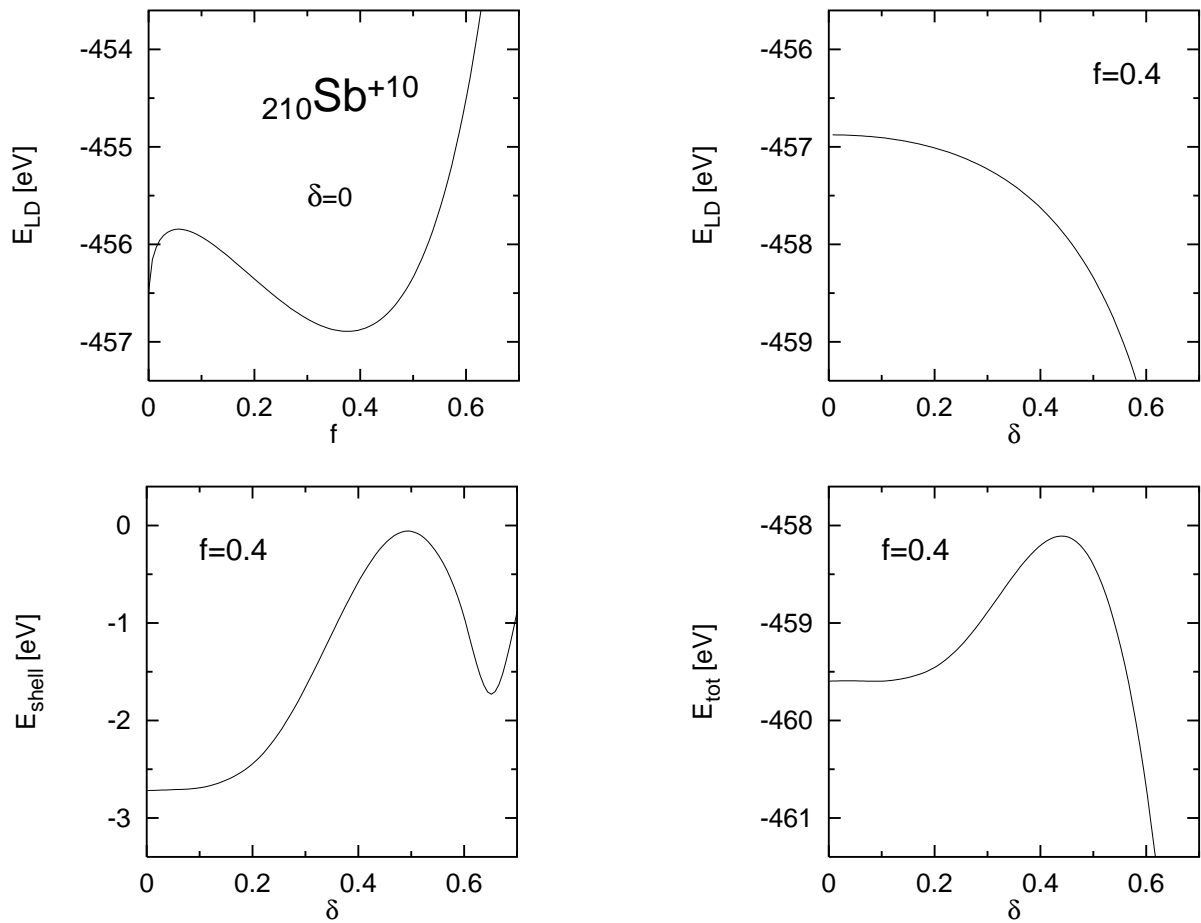 -454
-455
-456
-457
E_LD [eV]
₂₁₀Sb⁺¹⁰
δ=0
0 0.2 0.4 0.6
f
-456
-457
-458
-459
E_LD [eV]
f=0.4
0 0.2 0.4 0.6
δ
0
-1
-2
-3
E_shell [eV]
f=0.4
0 0.2 0.4 0.6
δ
-458
-459
-460
-461
E_tot [eV]
f=0.4
0 0.2 0.4 0.6
δ